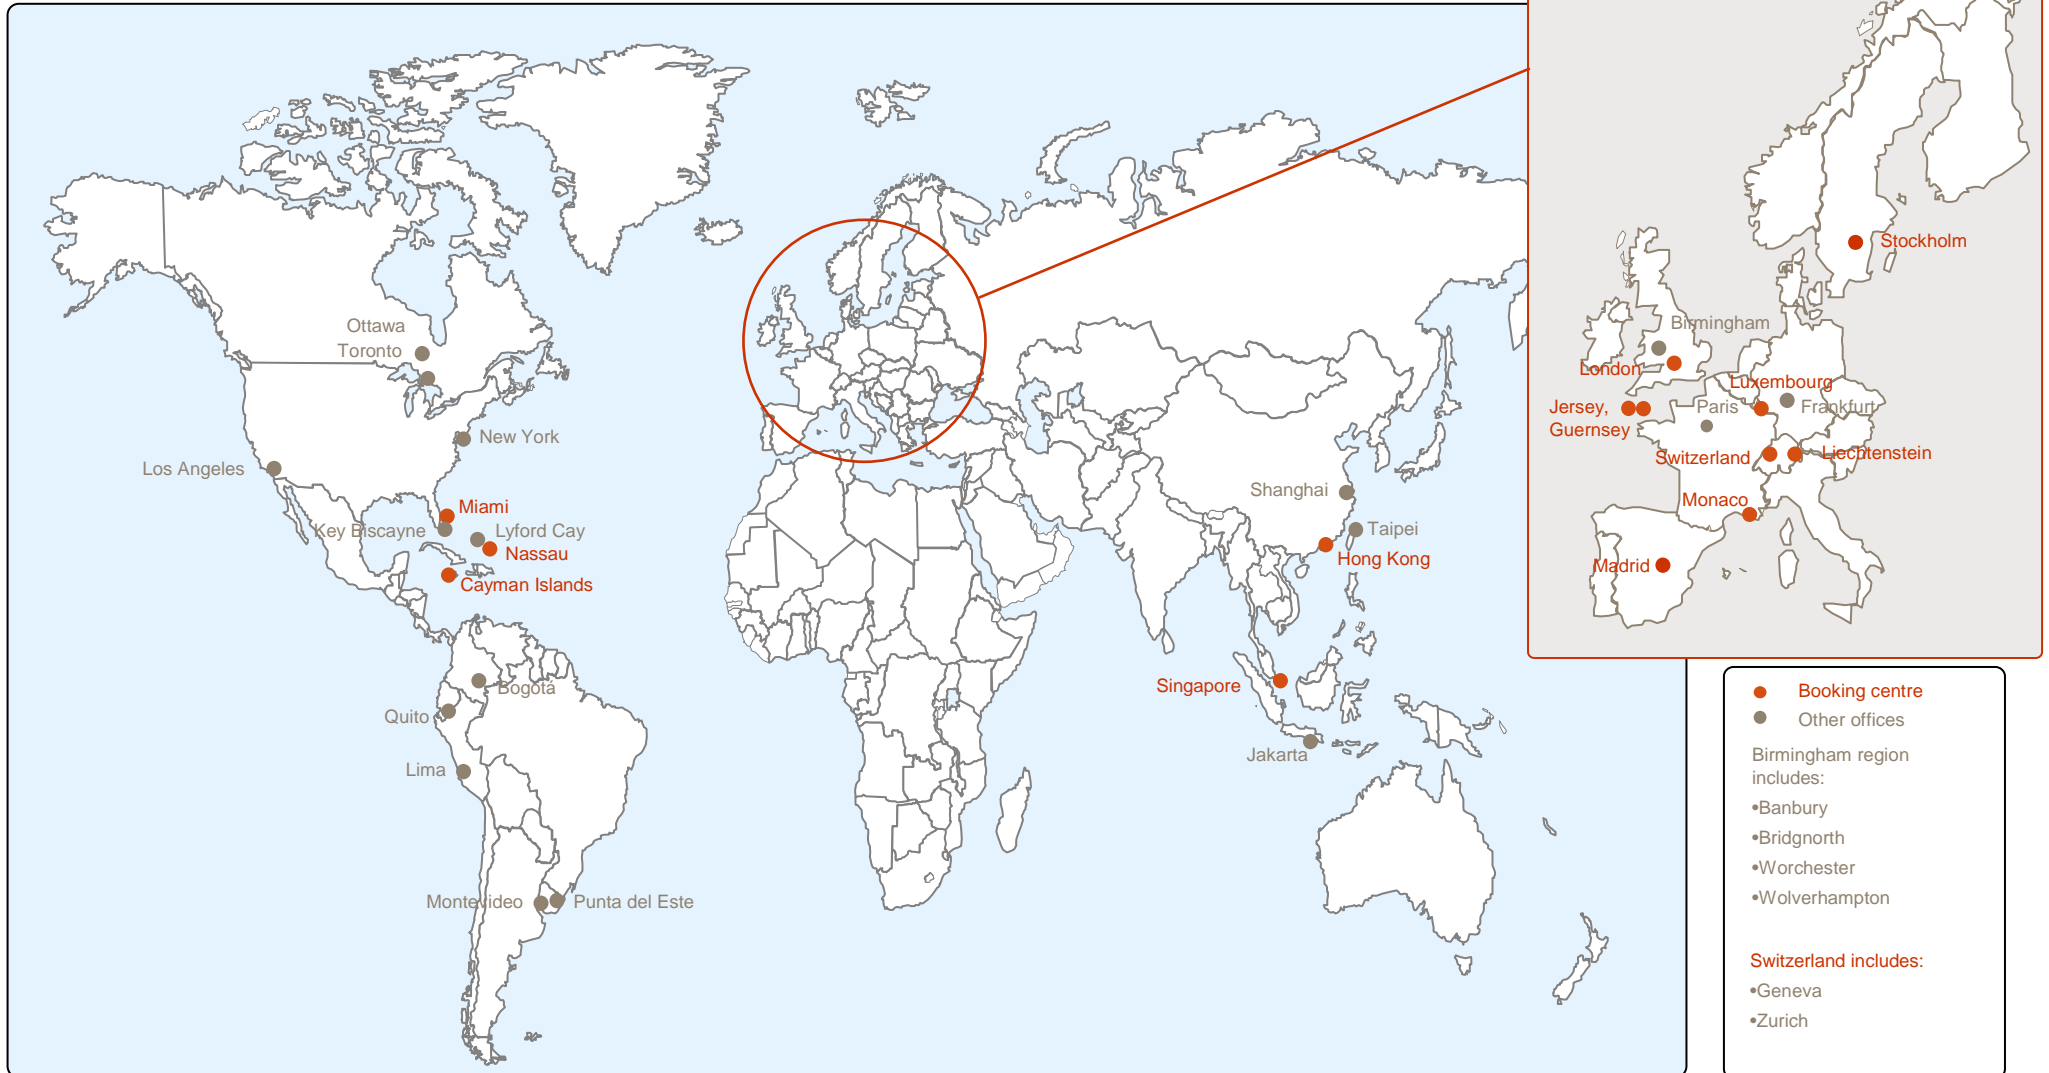 Ottawa
Toronto
New York
Los Angeles
Miami
Key Biscayne
Lyford Cay
Nassau
Cayman Islands
Bogotá
Quito
Lima
Montevideo
Punta del Este
Shanghai
Taipei
Hong Kong
Singapore
Jakarta
Stockholm
Birmingham
London
Luxembourg
Jersey,
Guernsey
Paris
Frankfurt
Switzerland
Liechtenstein
Monaco
Madrid
Booking centre
Other offices
Birmingham region
includes:
•Banbury
•Bridgnorth
•Worchester
•Wolverhampton
Switzerland includes:
•Geneva
•Zurich